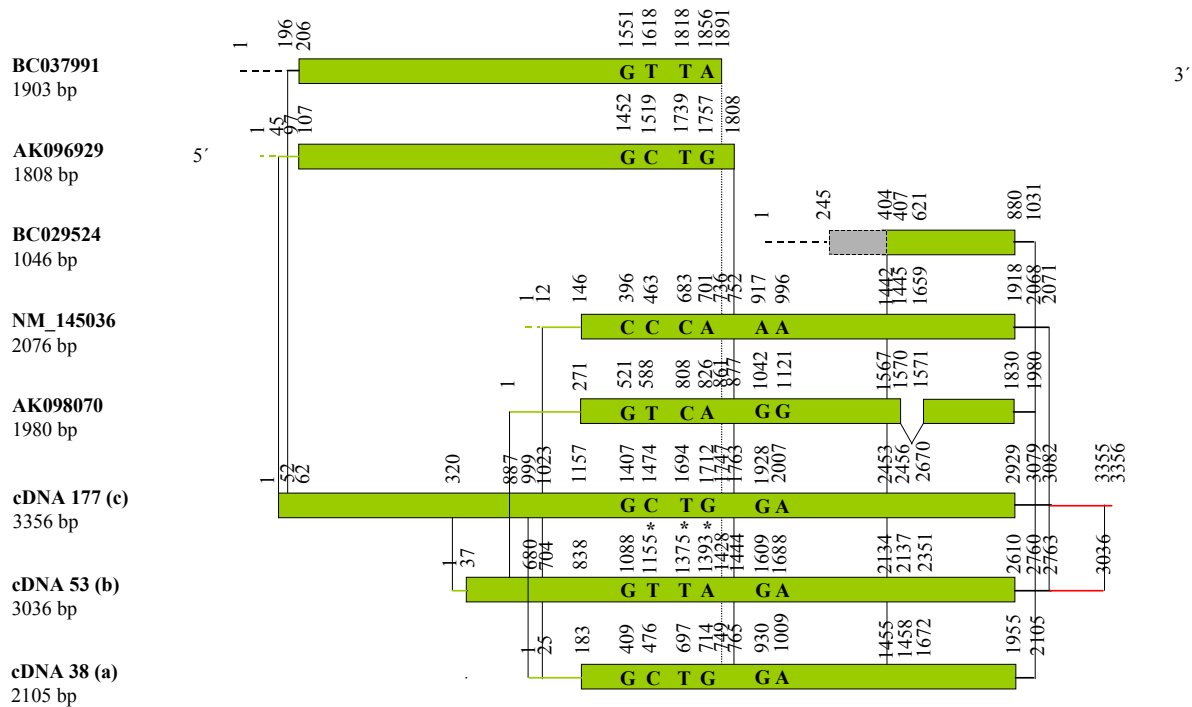 1 196 206 1551 1618 1818 1856 1891
BC037991
1903 bp
G T T A
3´
1 45 97 107 1452 1519 1739 1757 1808
AK096929
1808 bp
5´
G C T G
1 245 404 407 621 880 1031
BC029524
1046 bp
1 12 146 396 463 683 701 736 752 917 996 1442 1445 1659 1918 2068 2071
NM_145036
2076 bp
C C C A A A
1 271 521 588 808 826 861 877 1042 1121 1567 1570 1571 1830 1980
AK098070
1980 bp
G T C A G G
1 52 62 320 887 999 1023 1157 1407 1474 1694 1712 1747 1763 1928 2007 2453 2456 2670 2929 3079 3082 3355 3356
cDNA 177 (c)
3356 bp
G C T G G A
* * *
1 37 680 704 838 1088 1155 1375 1393 1428 1444 1609 1688 2134 2137 2351 2610 2760 2763 3036
cDNA 53 (b)
3036 bp
G T T A G A
1 25 183 409 476 697 714 749 765 930 1009 1455 1458 1672 1955 2105
cDNA 38 (a)
2105 bp
G C T G G A